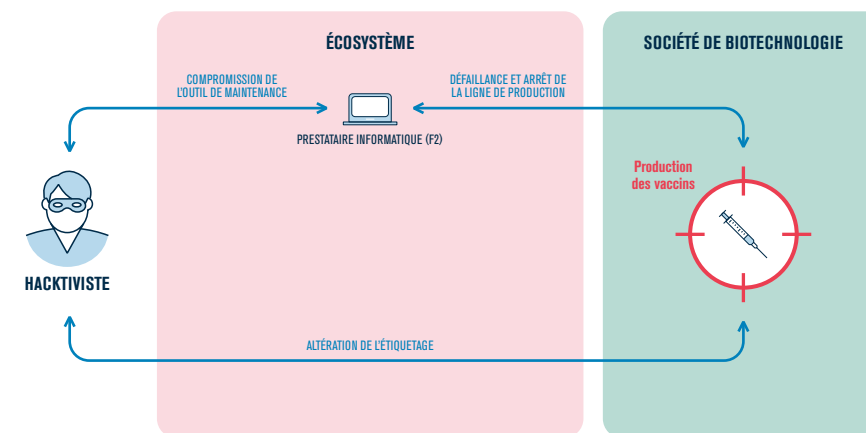 ÉCOSYSTÈME
SOCIÉTÉ DE BIOTECHNOLOGIE
COMPROMISSION DE
L'OUTIL DE MAINTENANCE
DÉFAILLANCE ET ARRÊT DE
LA LIGNE DE PRODUCTION
PRESTATAIRE INFORMATIQUE (F2)
Production
des vaccins
HACKTIVISTE
ALTÉRATION DE L'ÉTIQUETAGE